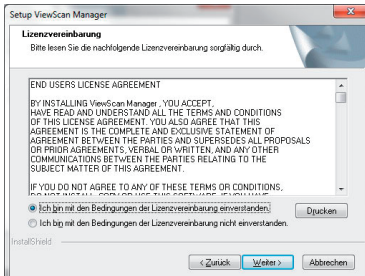 Setup ViewScan Manager
Lizenzvereinbarung
Bitte lesen Sie die nachfolgende Lizenzvereinbarung sorgfältig durch.
END USERS LICENSE AGREEMENT
BY INSTALLING ViewScan Manager , YOU ACCEPT,
HAVE READ AND UNDERSTAND ALL THE TERMS AND CONDITIONS
OF THIS LICENSE AGREEMENT. YOU ALSO AGREE THAT THIS
AGREEMENT IS THE COMPLETE AND EXCLUSIVE STATEMENT OF
AGREEMENT BETWEEN THE PARTIES AND SUPERSEDES ALL PROPOSALS
OR PRIOR AGREEMENTS, VERBAL OR WRITTEN, AND ANY OTHER
COMMUNICATIONS BETWEEN THE PARTIES RELATING TO THE
SUBJECT MATTER OF THIS AGREEMENT.
IF YOU DO NOT AGREE TO ANY OF THESE TERMS OR CONDITIONS,
Ich bin mit den Bedingungen der Lizenzvereinbarung einverstanden.
Ich bin mit den Bedingungen der Lizenzvereinbarung nicht einverstanden.
Drucken
InstallShield
< Zurück
Weiter >
Abbrechen